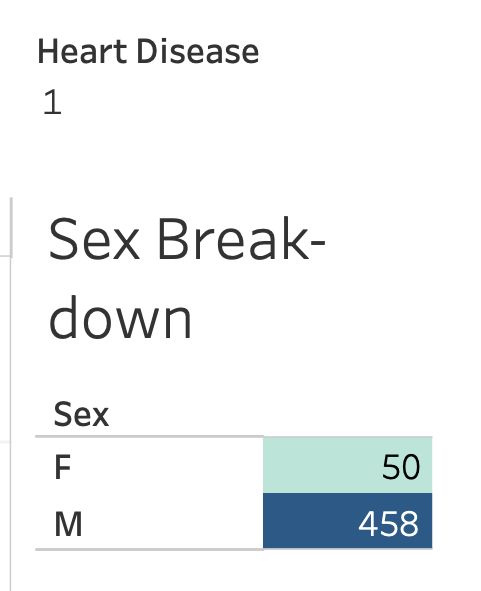 Heart Disease
1
Sex Break-
down
Sex
F 50
M 458